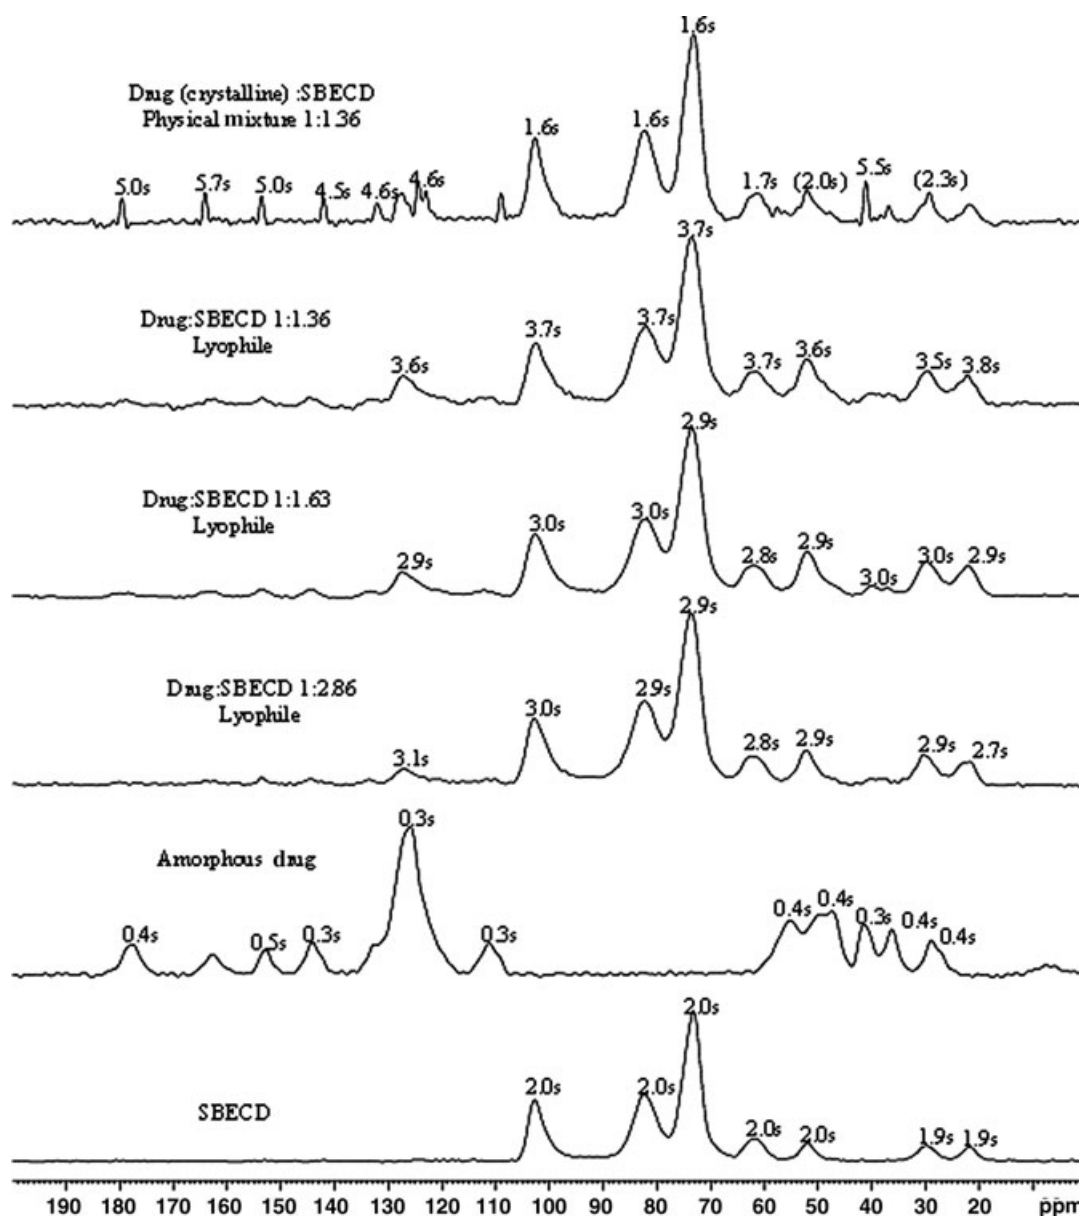 1.6s
Drug (crystalline) :SBECD
Physical mixture 1:1.36
5.0s 5.7s 5.0s 4.5s 4.6s 4.6s 1.6s 1.6s 1.7s (2.0s) 5.5s (2.3s)
3.7s
Drug:SBECD 1:1.36
Lyophile
3.6s 3.7s 3.7s 3.7s 3.6s 3.5s 3.8s
2.9s
Drug:SBECD 1:1.63
Lyophile
2.9s 3.0s 3.0s 2.8s 2.9s 3.0s 3.0s 2.9s
2.9s
Drug:SBECD 1:2.86
Lyophile
3.1s 3.0s 2.9s 2.8s 2.9s 2.9s 2.7s
0.3s
Amorphous drug
0.4s 0.5s 0.3s 0.3s 0.4s 0.4s 0.3s 0.4s 0.4s
2.0s
SBECD
2.0s 2.0s 2.0s 2.0s 1.9s 1.9s
190 180 170 160 150 140 130 120 110 100 90 80 70 60 50 40 30 20 ppm